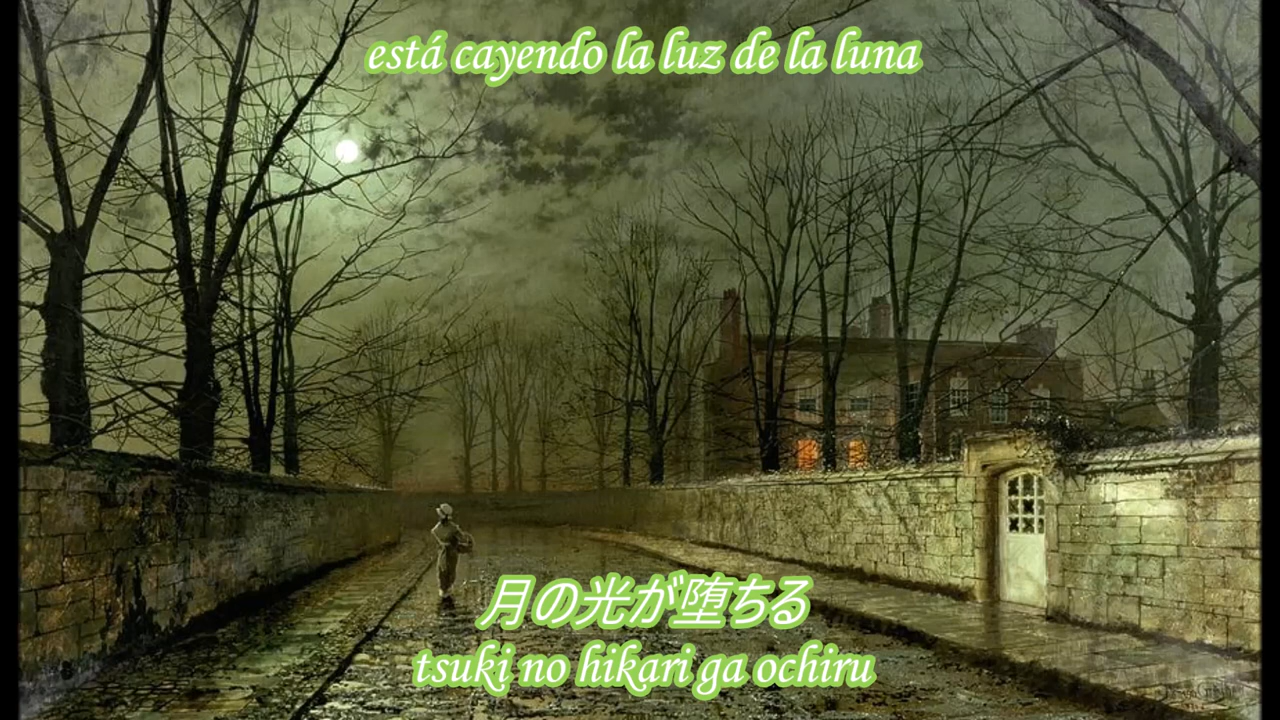 está cayendo la luz de la luna
月の光が堕ちる
tsuki no hikari ga ochiru